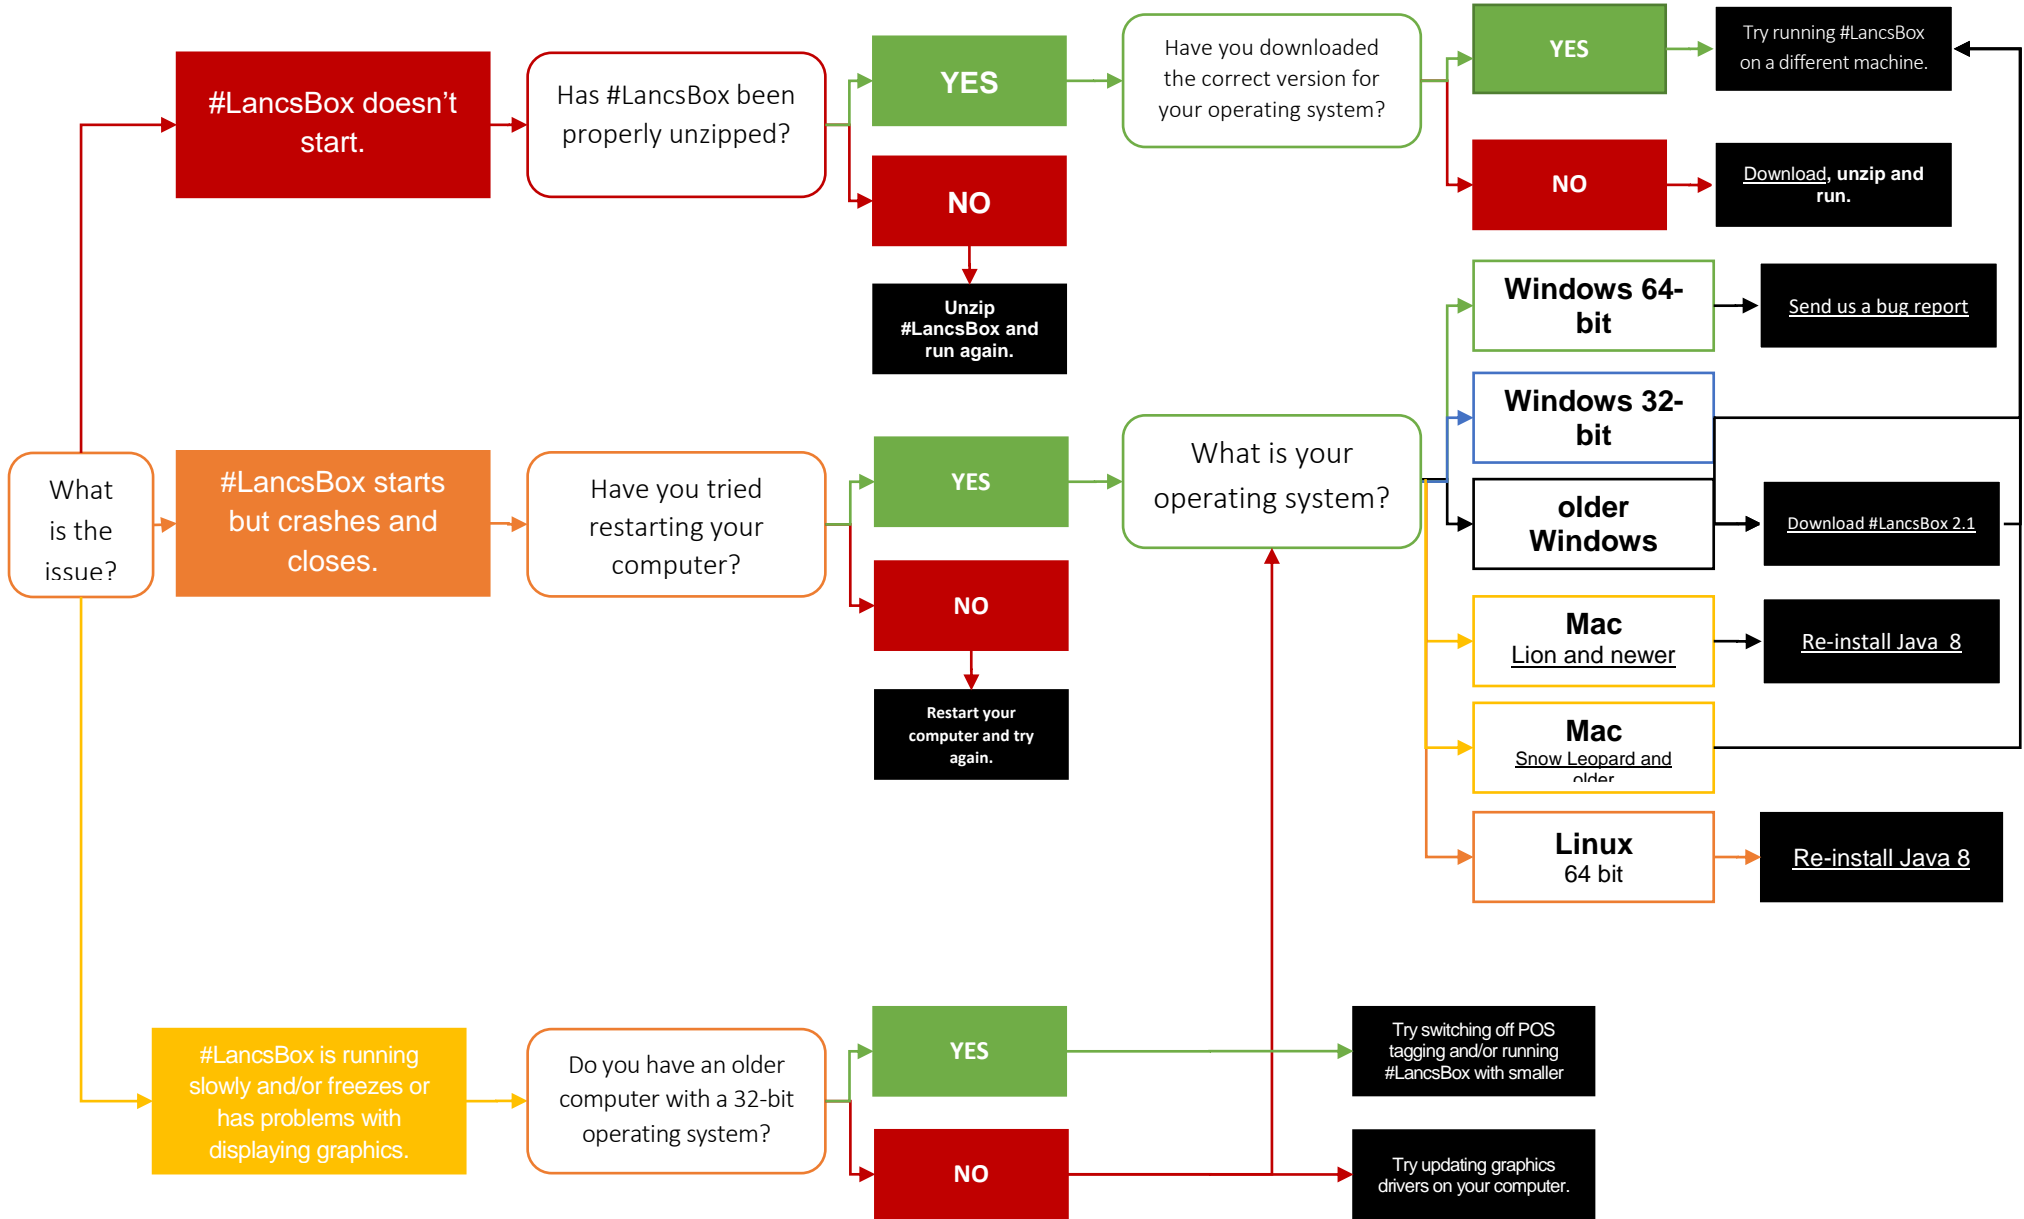 #LancsBox doesn't
start.
Has #LancsBox been
properly unzipped?
YES
NO
Unzip
#LancsBox and
run again.
Have you downloaded
the correct version for
your operating system?
YES
Try running #LancsBox
on a different machine.
NO
Download, unzip and
run.
What
is the
issue?
#LancsBox starts
but crashes and
closes.
Have you tried
restarting your
computer?
YES
NO
Restart your
computer and try
again.
What is your
operating system?
Windows 64-
bit
Send us a bug report
Windows 32-
bit
older
Windows
Download #LancsBox 2.1
Mac
Lion and newer
Re-install Java 8
Mac
Snow Leopard and
older
Linux
64 bit
Re-install Java 8
#LancsBox is running
slowly and/or freezes or
has problems with
displaying graphics.
Do you have an older
computer with a 32-bit
operating system?
YES
Try switching off POS
tagging and/or running
#LancsBox with smaller
NO
Try updating graphics
drivers on your computer.